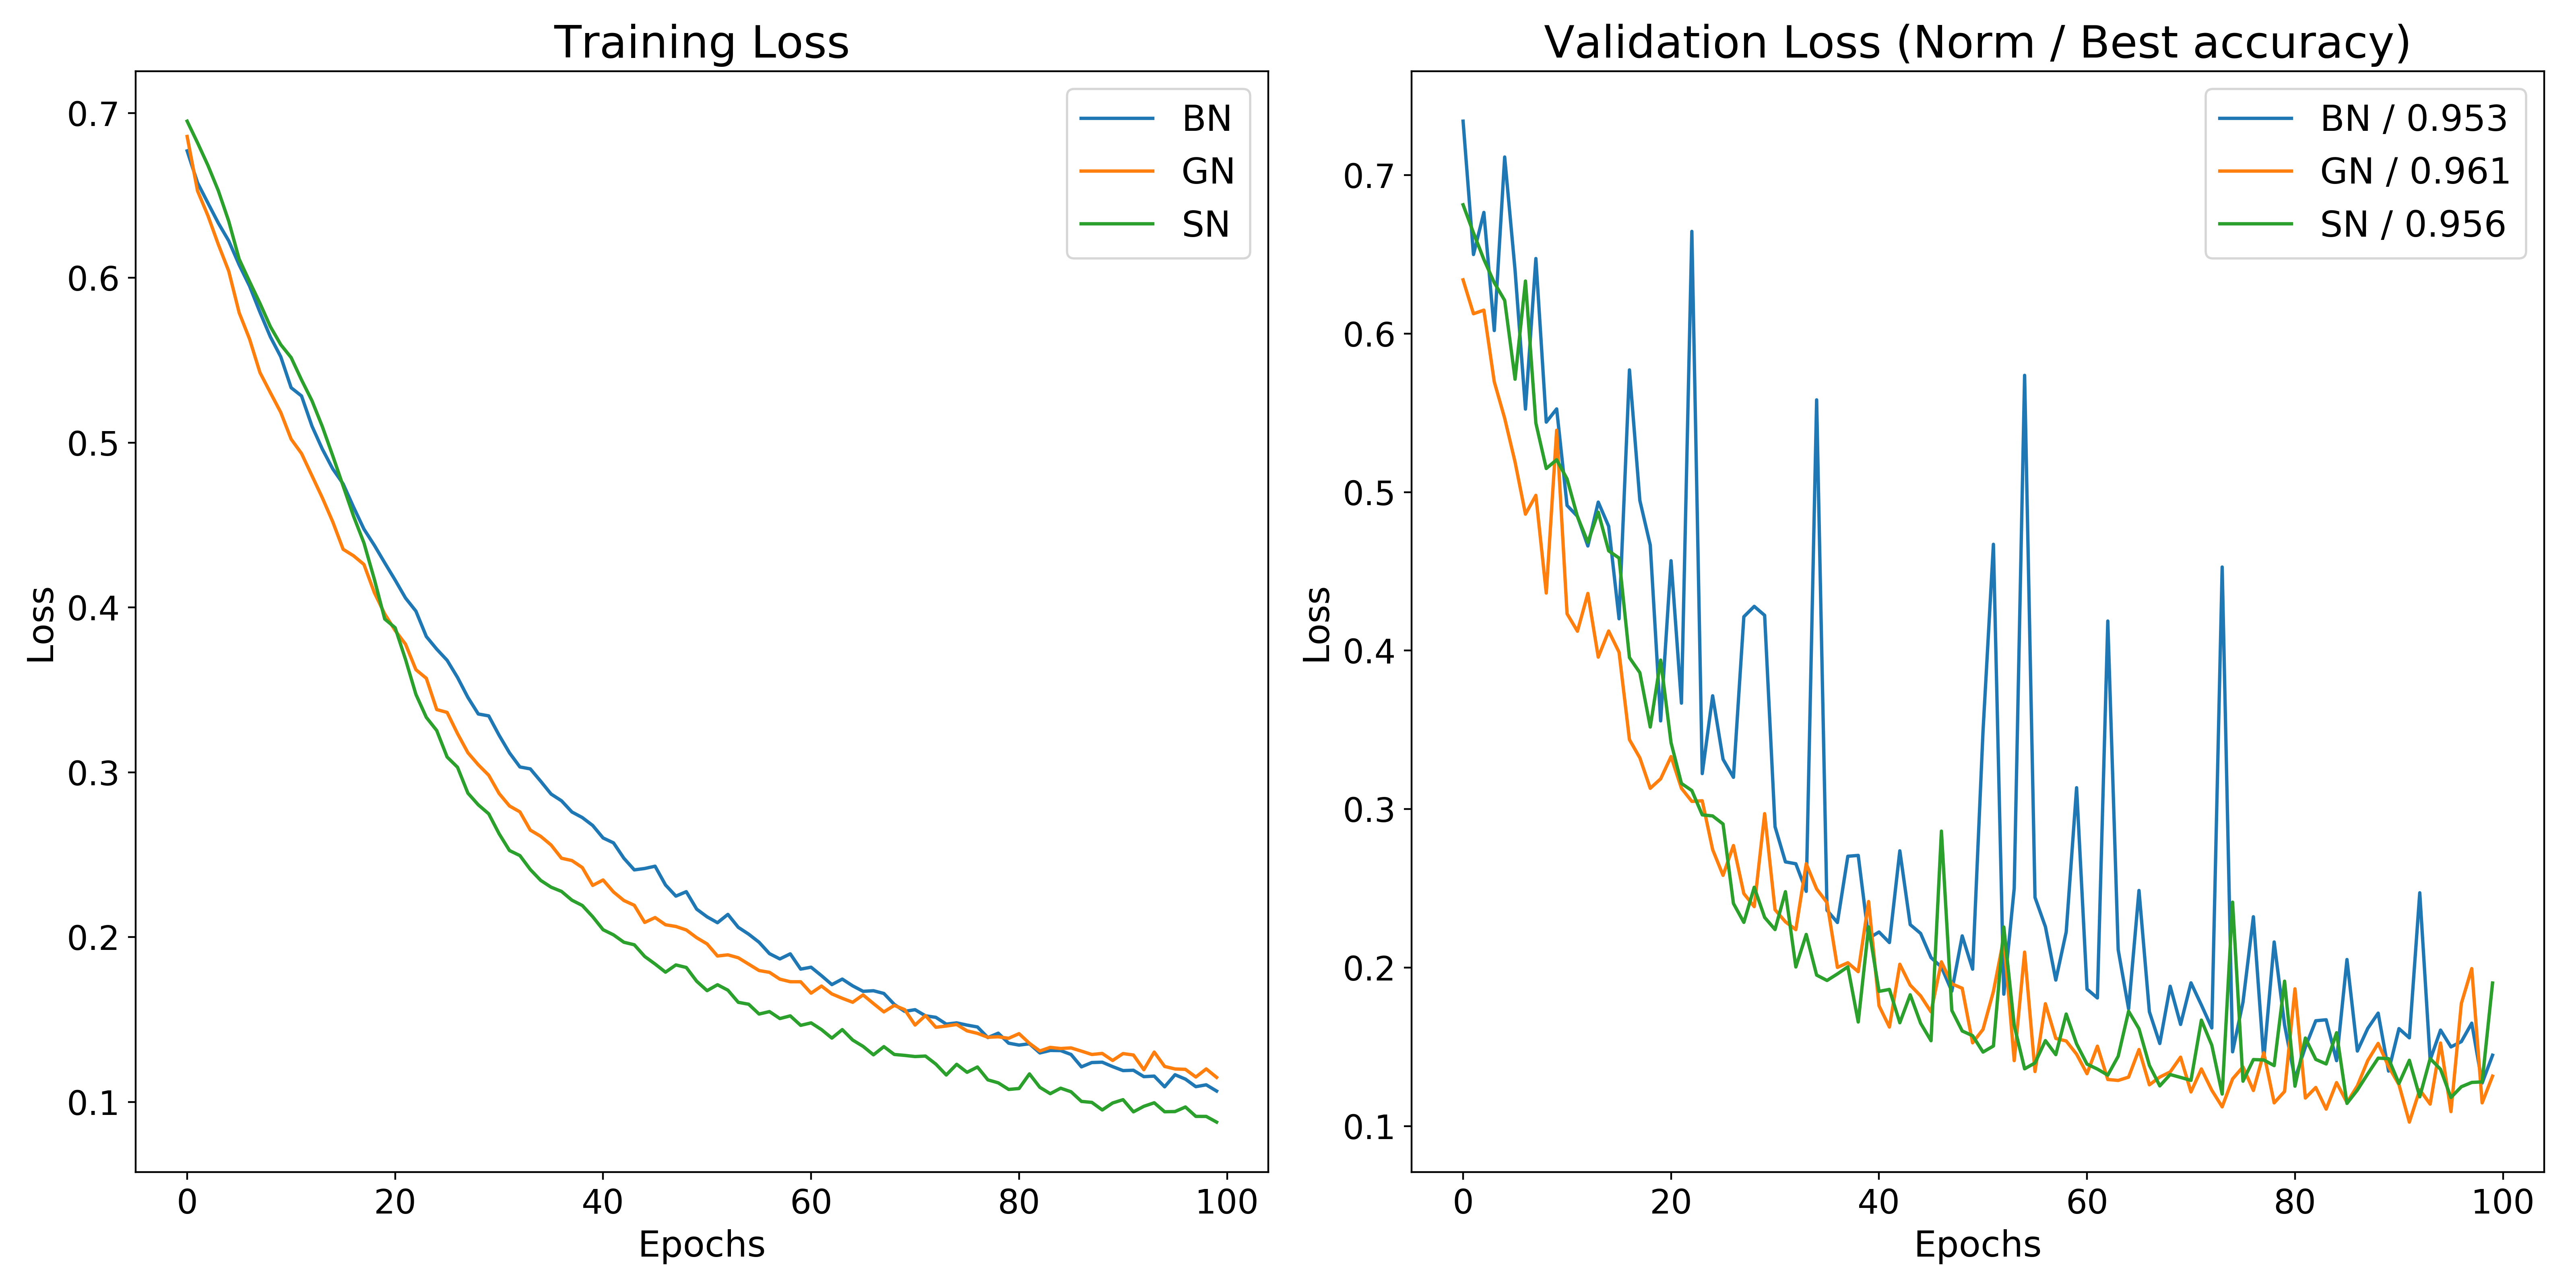 Training Loss
Loss
0.7
0.6
0.5
0.4
0.3
0.2
0.1
0 20 40 60 80 100
Epochs
BN
GN
SN
Validation Loss (Norm / Best accuracy)
Loss
0.7
0.6
0.5
0.4
0.3
0.2
0.1
0 20 40 60 80 100
Epochs
BN / 0.953
GN / 0.961
SN / 0.956